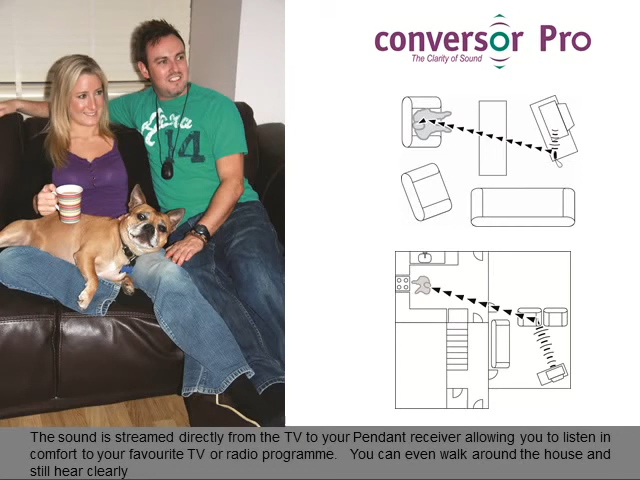 conversor Pro
The Clarity of Sound
The sound is streamed directly from the TV to your Pendant receiver allowing you to listen in
comfort to your favourite TV or radio programme. You can even walk around the house and
still hear clearly